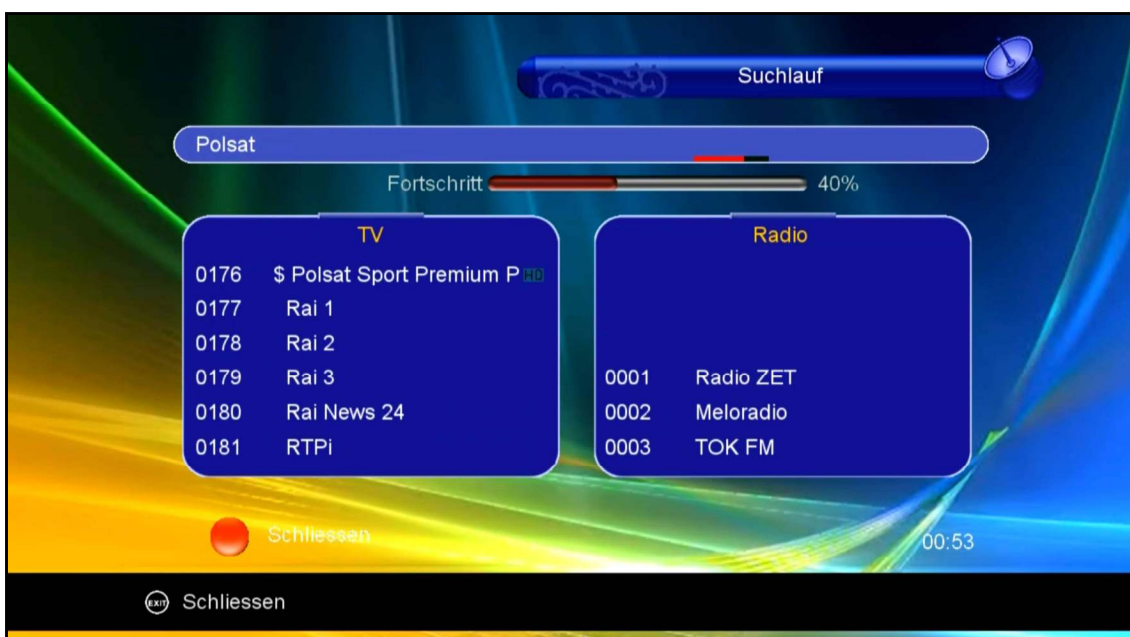 Suchlauf
Polsat
Fortschritt 40%
TV
0176 $ Polsat Sport Premium P HD
0177 Rai 1
0178 Rai 2
0179 Rai 3
0180 Rai News 24
0181 RTPi
Radio
0001 Radio ZET
0002 Meloradio
0003 TOK FM
Schliessen
00:53
EXIT Schliessen